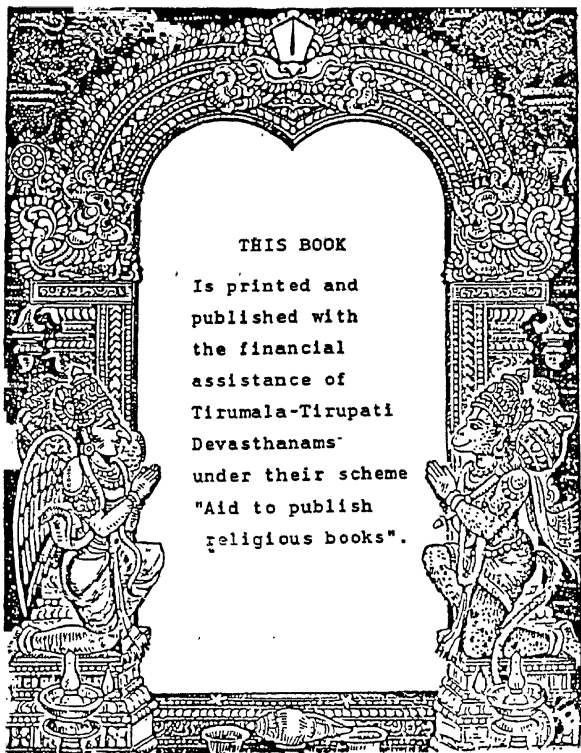 THIS BOOK
Is printed and
published with
the financial
assistance of
Tirumala-Tirupati
Devasthanams
under their scheme
"Aid to publish
religious books".